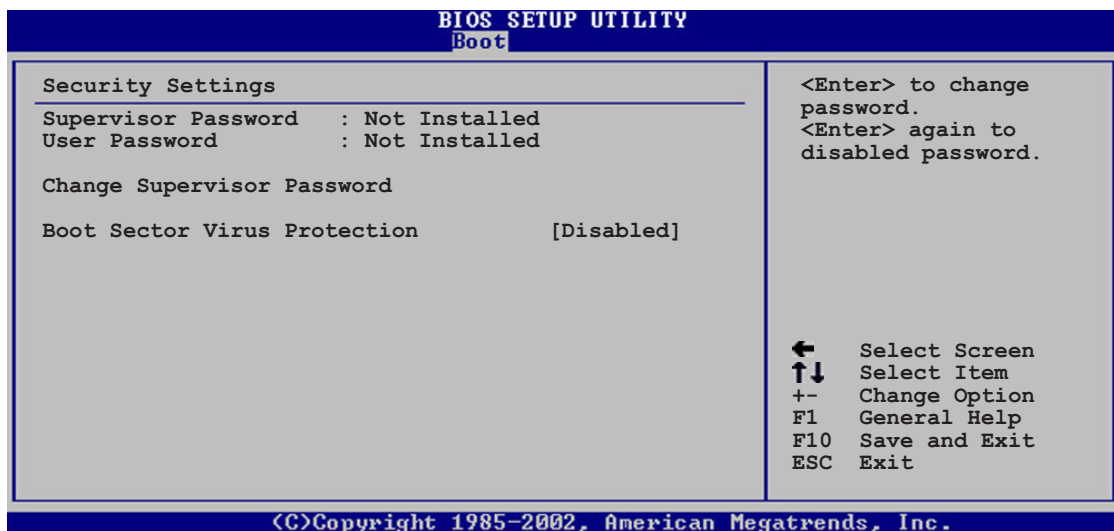 BIOS SETUP UTILITY
Boot
Security Settings
Supervisor Password : Not Installed
User Password : Not Installed
Change Supervisor Password
Boot Sector Virus Protection [Disabled]
<Enter> to change
password.
<Enter> again to
disabled password.
← Select Screen
↑↓ Select Item
+- Change Option
F1 General Help
F10 Save and Exit
ESC Exit
(C)Copyright 1985-2002, American Megatrends, Inc.